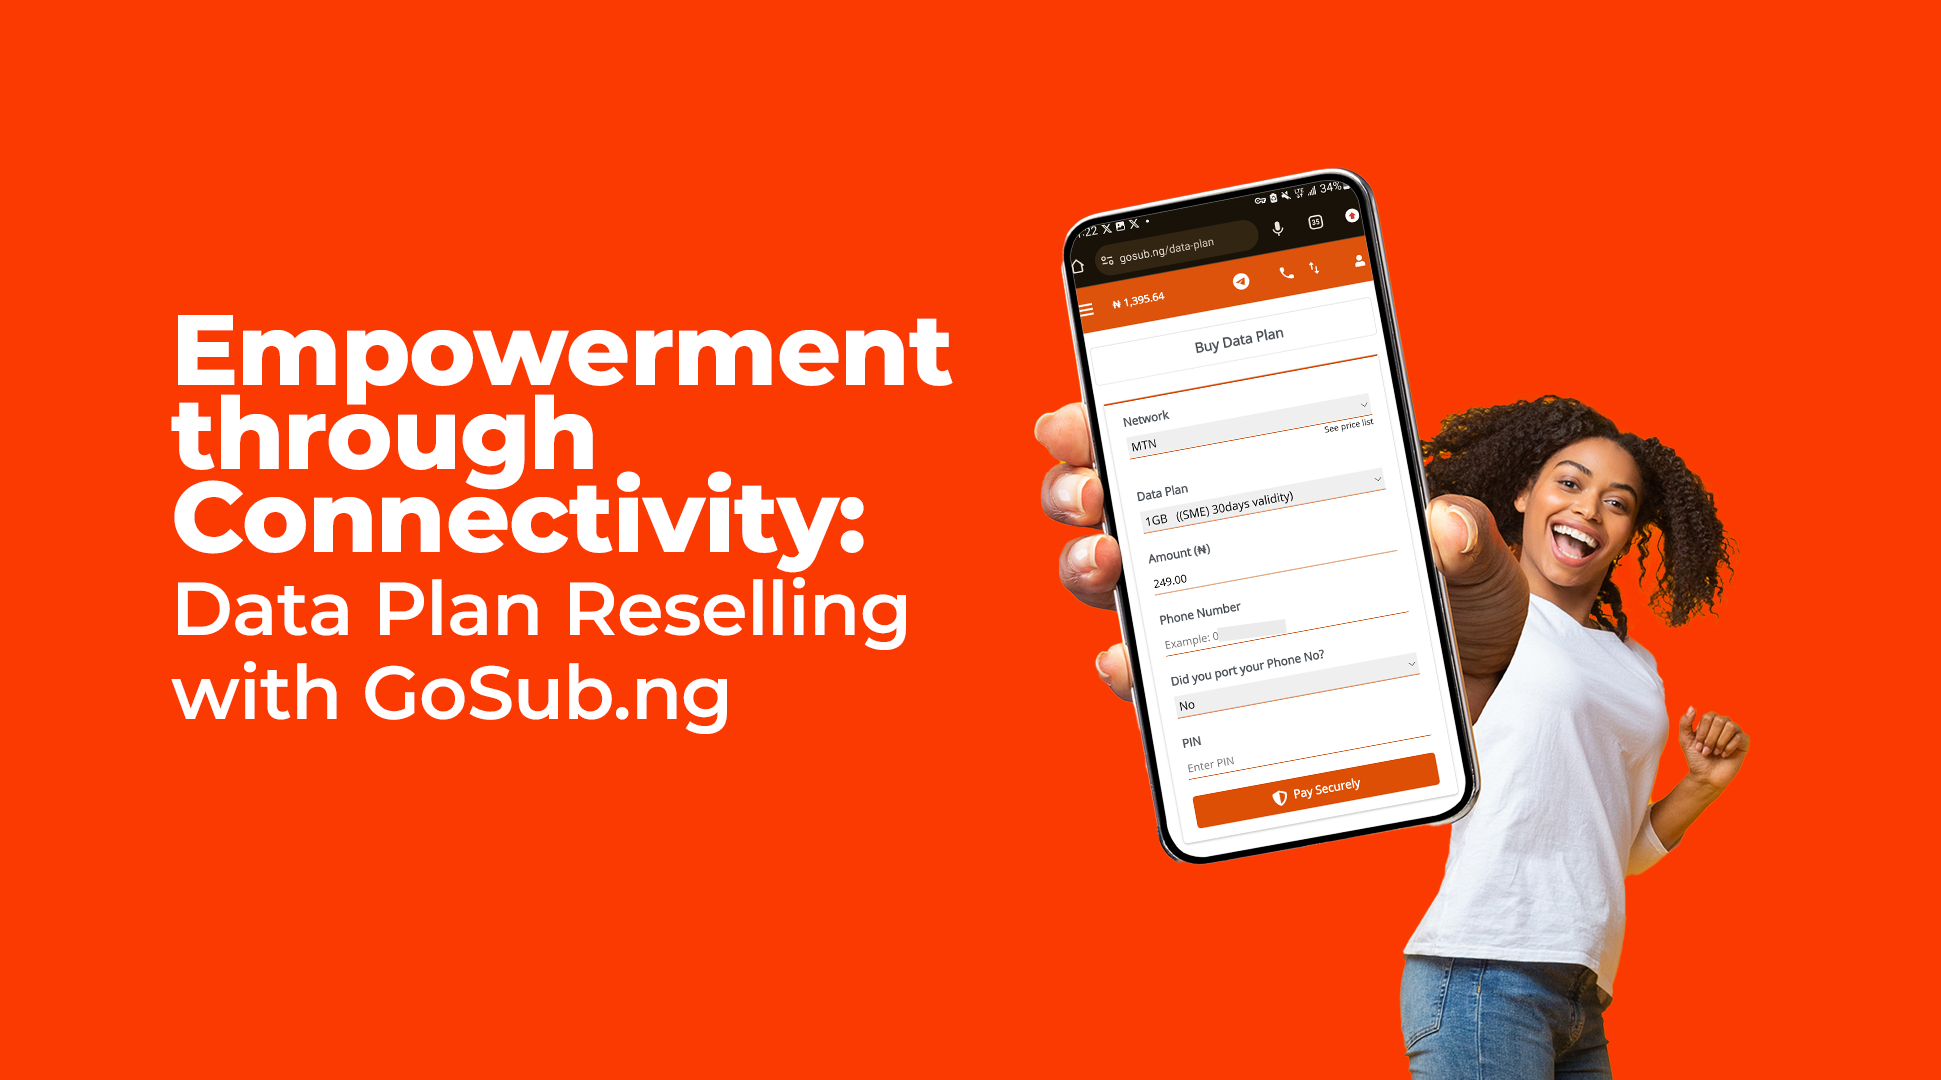 Empowerment
through
Connectivity:
Data Plan Reselling
with GoSub.ng
:22
34%
gosub.ng/data-plan
35
₦ 1,395.64
Buy Data Plan
Network
MTN
See price list
Data Plan
1GB ((SME) 30days validity)
Amount (₦)
249.00
Phone Number
Example: 0
Did you port your Phone No?
No
PIN
Enter PIN
Pay Securely